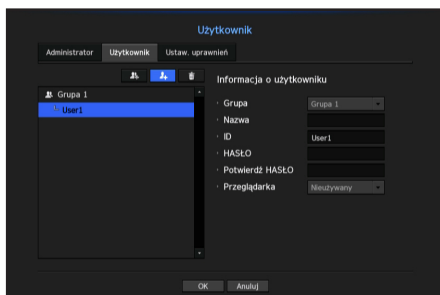 Użytkownik
Administrator Użytkownik Ustaw. uprawnień
Informacja o użytkowniku
Grupa 1
User1
· Grupa Grupa 1
· Nazwa
· ID User1
· HASŁO
· Potwierdź HASŁO
· Przeglądarka Nieużywany
OK Anuluj